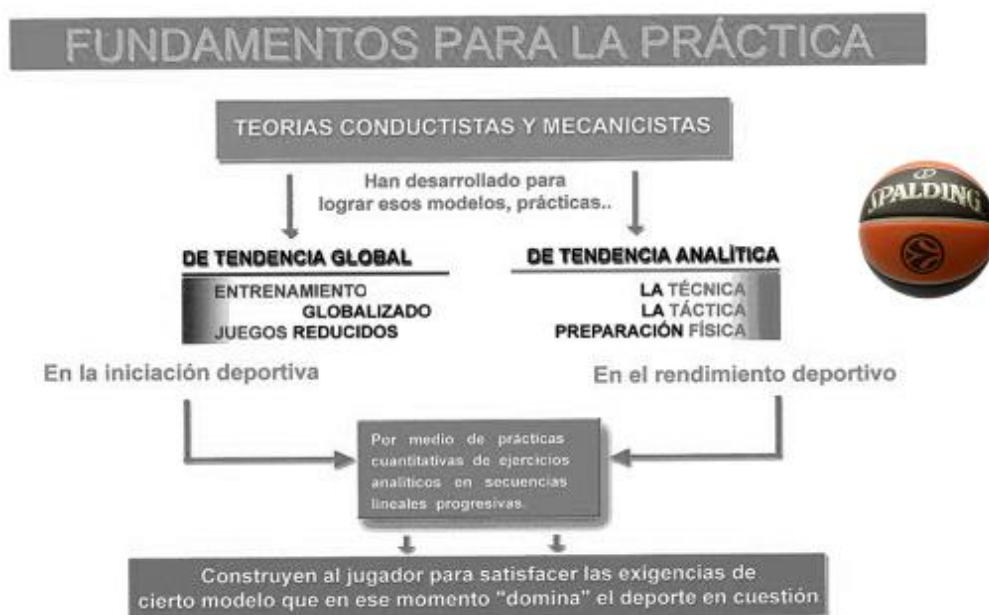 FUNDAMENTOS PARA LA PRÁCTICA
TEORIAS CONDUCTISTAS Y MECANICISTAS
Han desarrollado para
lograr esos modelos, prácticas..
DE TENDENCIA GLOBAL
ENTRENAMIENTO
GLOBALIZADO
JUEGOS REDUCIDOS
En la iniciación deportiva
DE TENDENCIA ANALÍTICA
LA TÉCNICA
LA TÁCTICA
PREPARACIÓN FÍSICA
En el rendimiento deportivo
SPALDING
Por medio de prácticas
cuantitativas de ejercicios
analíticos en secuencias
lineales progresivas.
Construyen al jugador para satisfacer las exigencias de
cierto modelo que en ese momento "domina" el deporte en cuestión